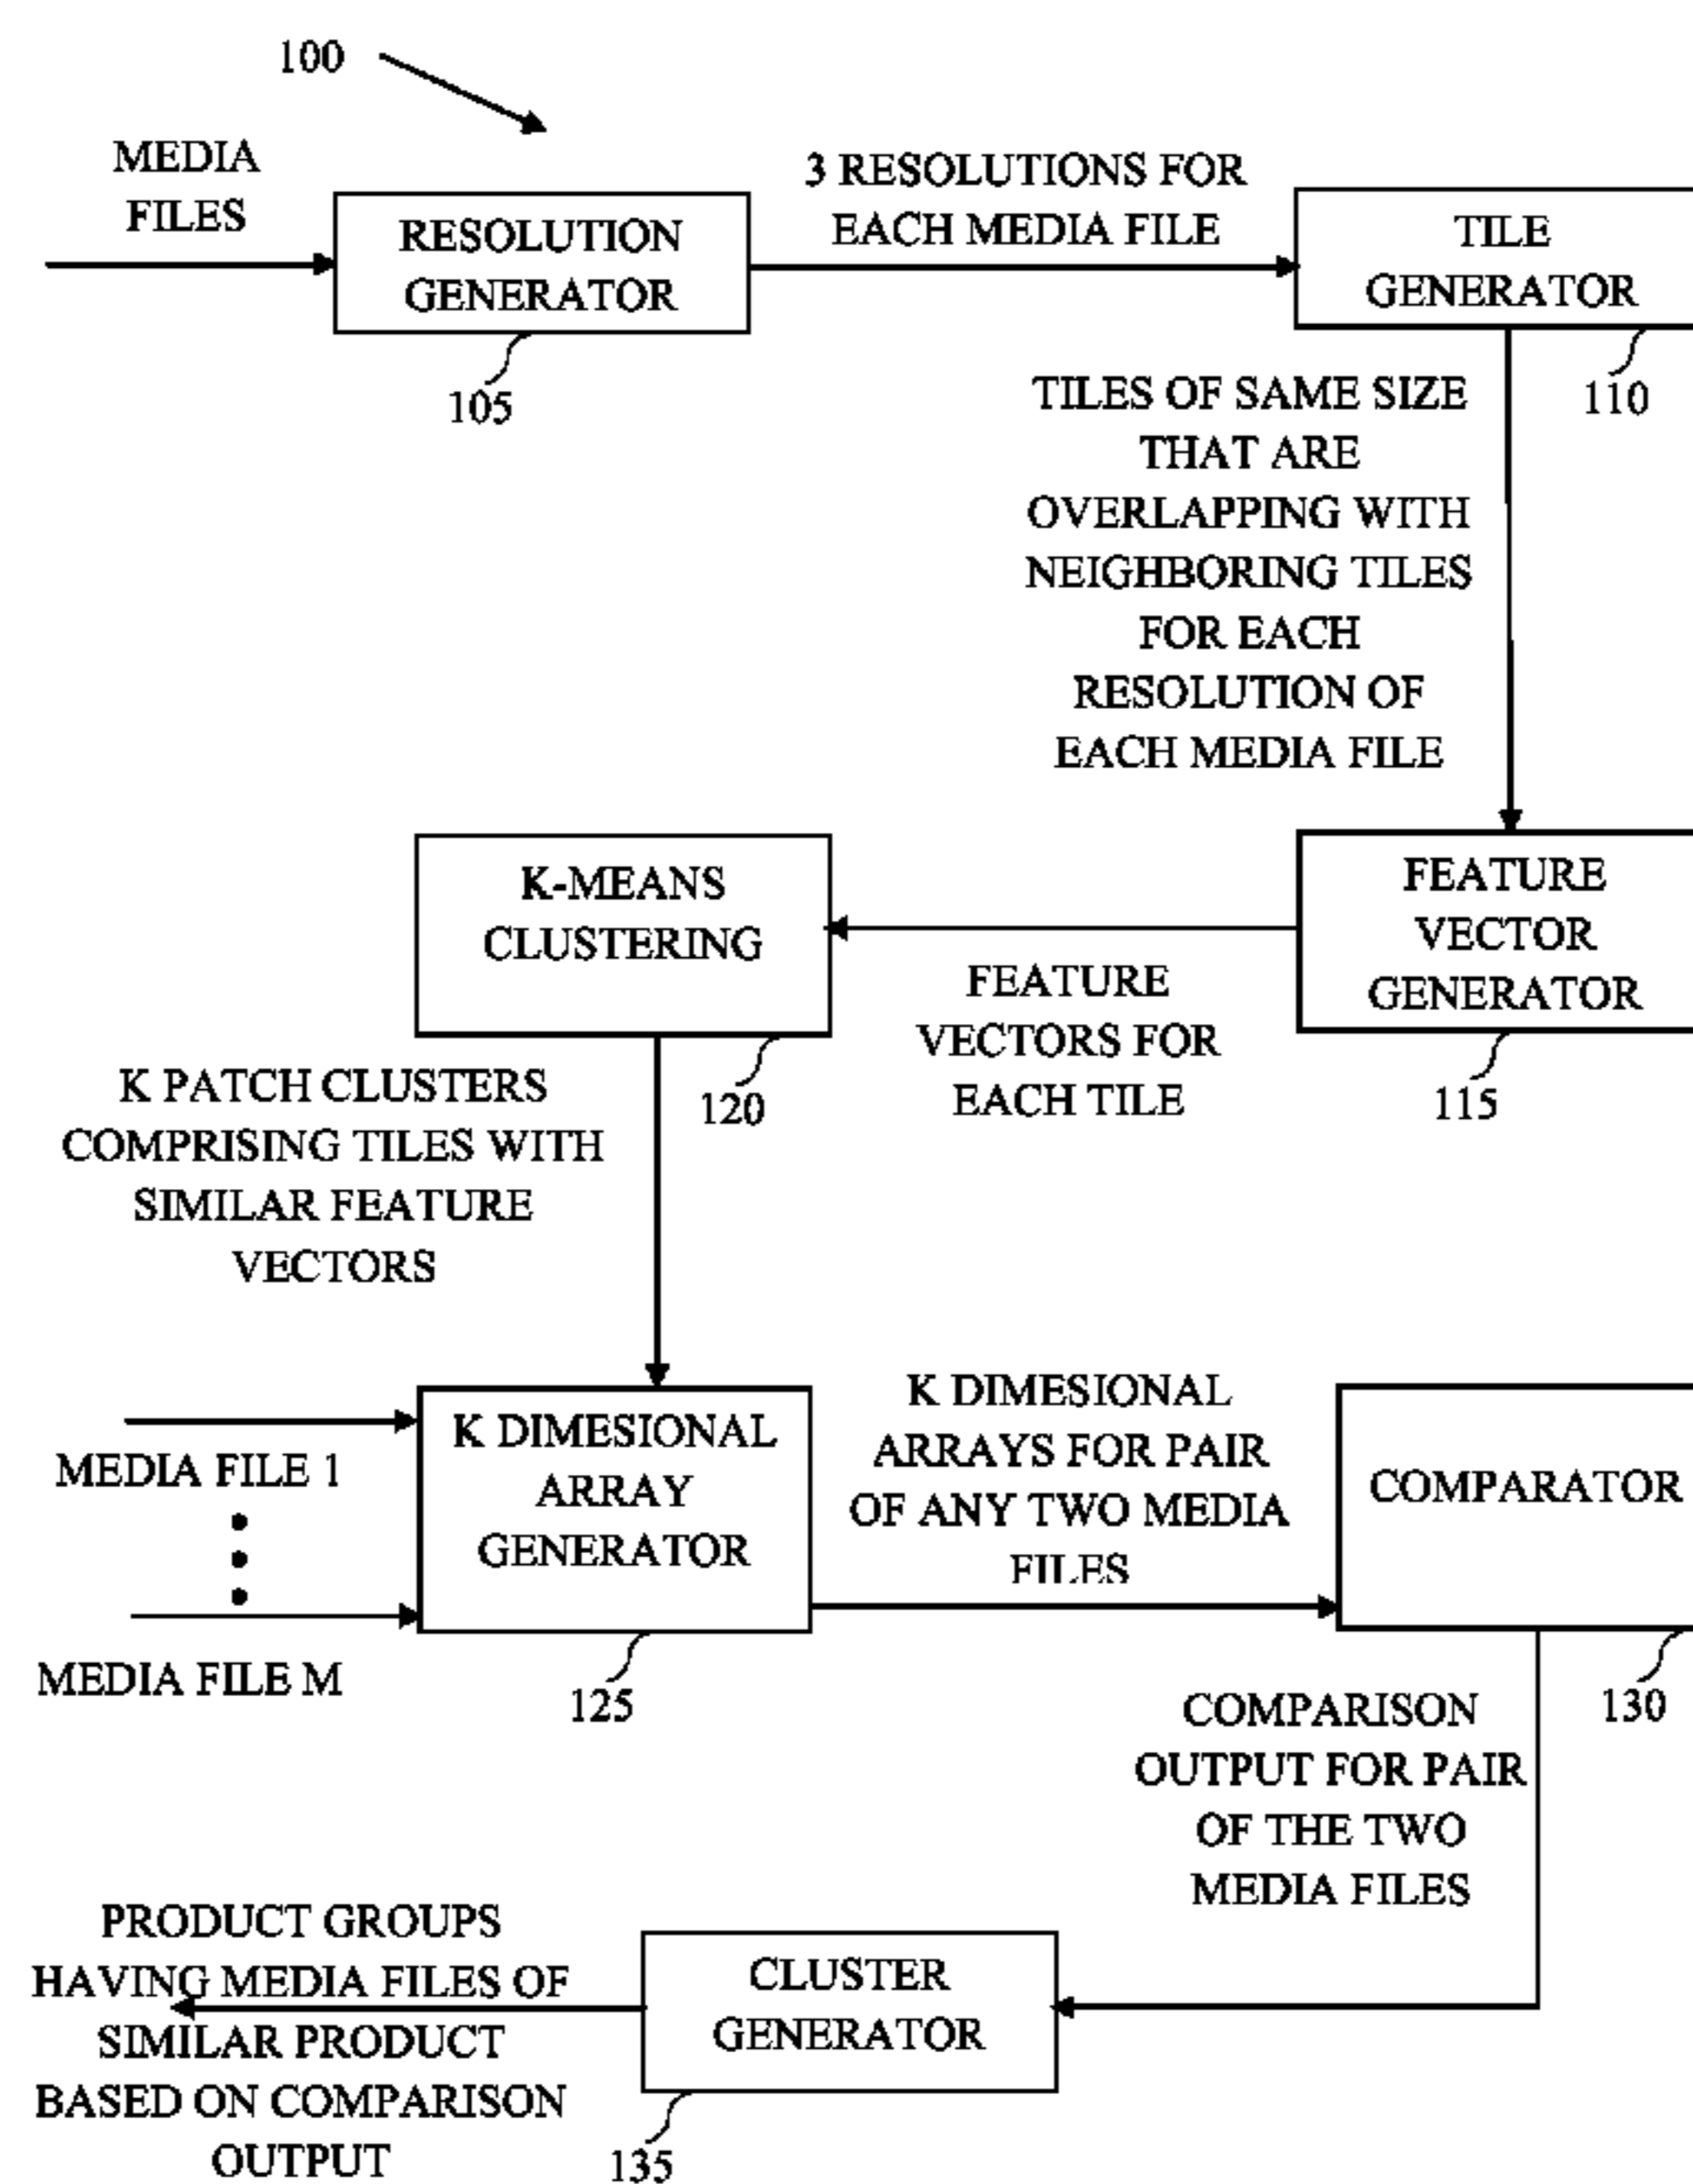 100
MEDIA
FILES
RESOLUTION
GENERATOR
105
3 RESOLUTIONS FOR
EACH MEDIA FILE
TILE
GENERATOR
110
TILES OF SAME SIZE
THAT ARE
OVERLAPPING WITH
NEIGHBORING TILES
FOR EACH
RESOLUTION OF
EACH MEDIA FILE
FEATURE
VECTOR
GENERATOR
115
FEATURE
VECTORS FOR
EACH TILE
K-MEANS
CLUSTERING
120
K PATCH CLUSTERS
COMPRISING TILES WITH
SIMILAR FEATURE
VECTORS
MEDIA FILE 1
MEDIA FILE M
K DIMESIONAL
ARRAY
GENERATOR
125
K DIMESIONAL
ARRAYS FOR PAIR
OF ANY TWO MEDIA
FILES
COMPARATOR
130
COMPARISON
OUTPUT FOR PAIR
OF THE TWO
MEDIA FILES
CLUSTER
GENERATOR
135
PRODUCT GROUPS
HAVING MEDIA FILES OF
SIMILAR PRODUCT
BASED ON COMPARISON
OUTPUT